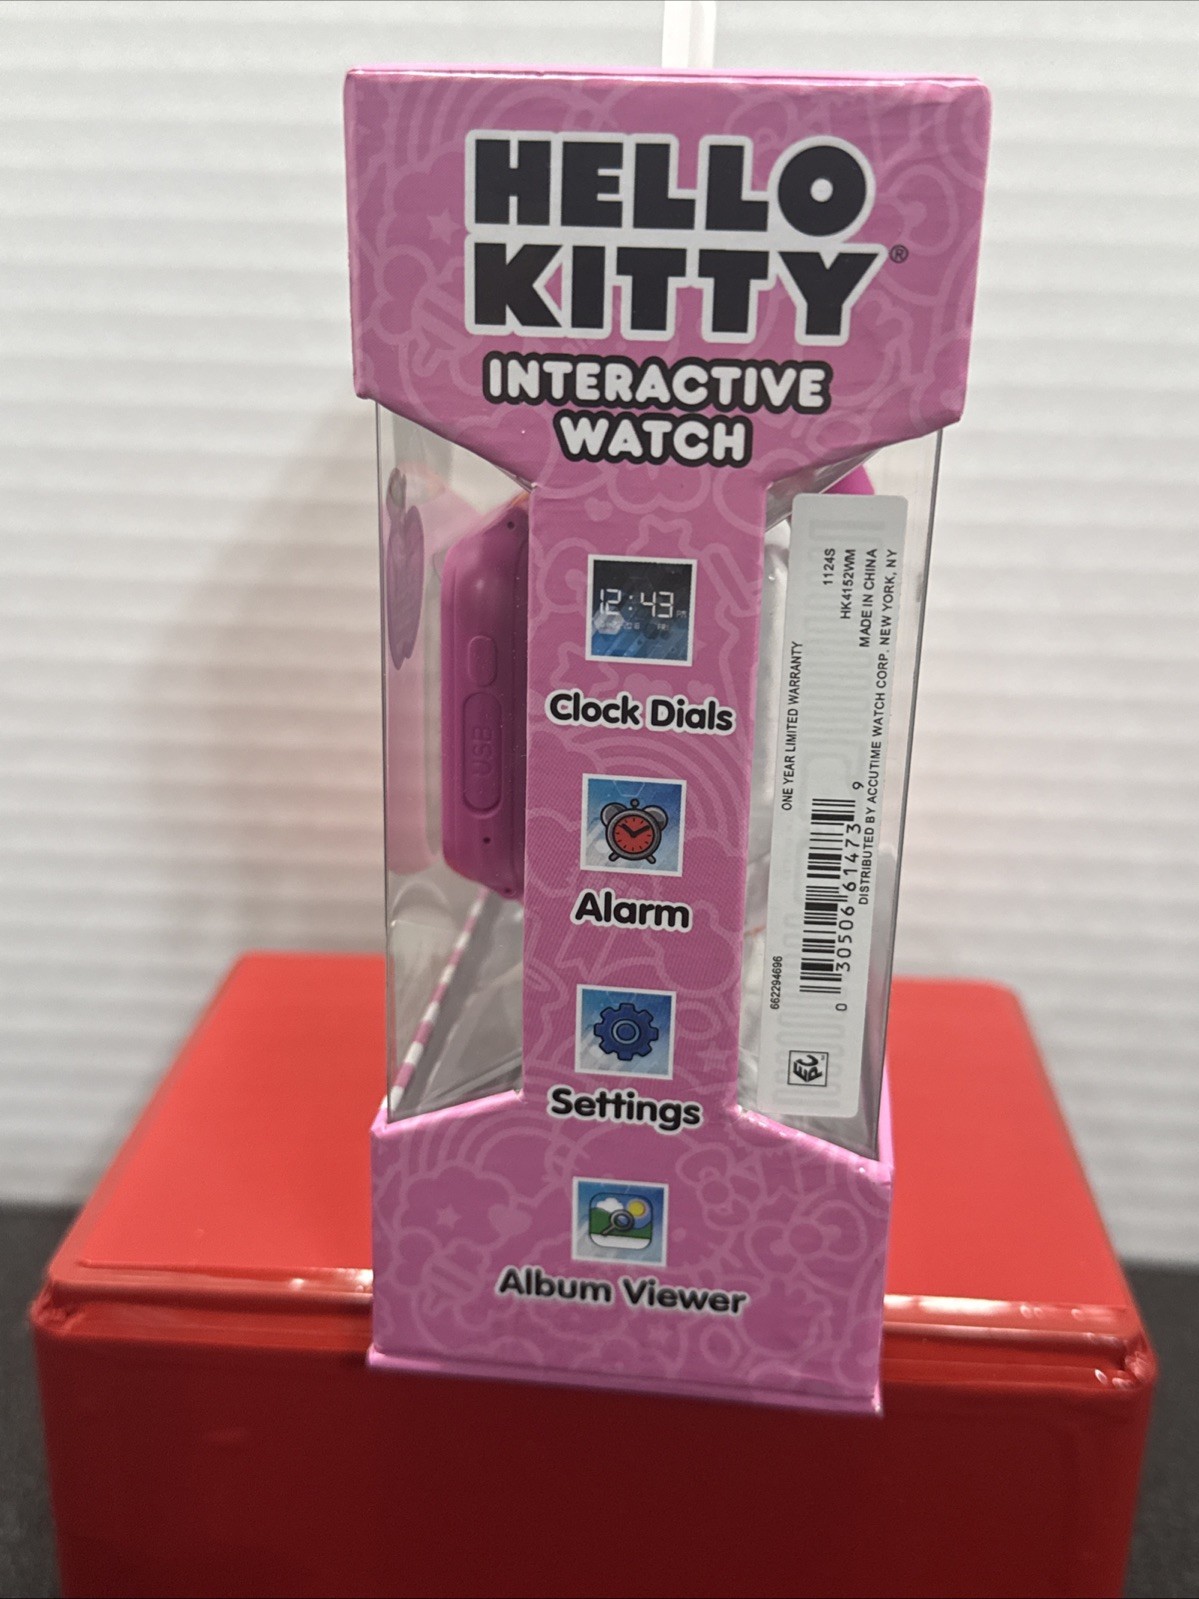 HELLO
KITTY®
INTERACTIVE
WATCH
12:43 PM
Clock Dials
Alarm
Settings
Album Viewer
USB
1124S
HK4152WM
MADE IN CHINA
DISTRIBUTED BY ACCUTIME WATCH CORP. NEW YORK, NY
ONE YEAR LIMITED WARRANTY
662294696
0 30506 61473 9